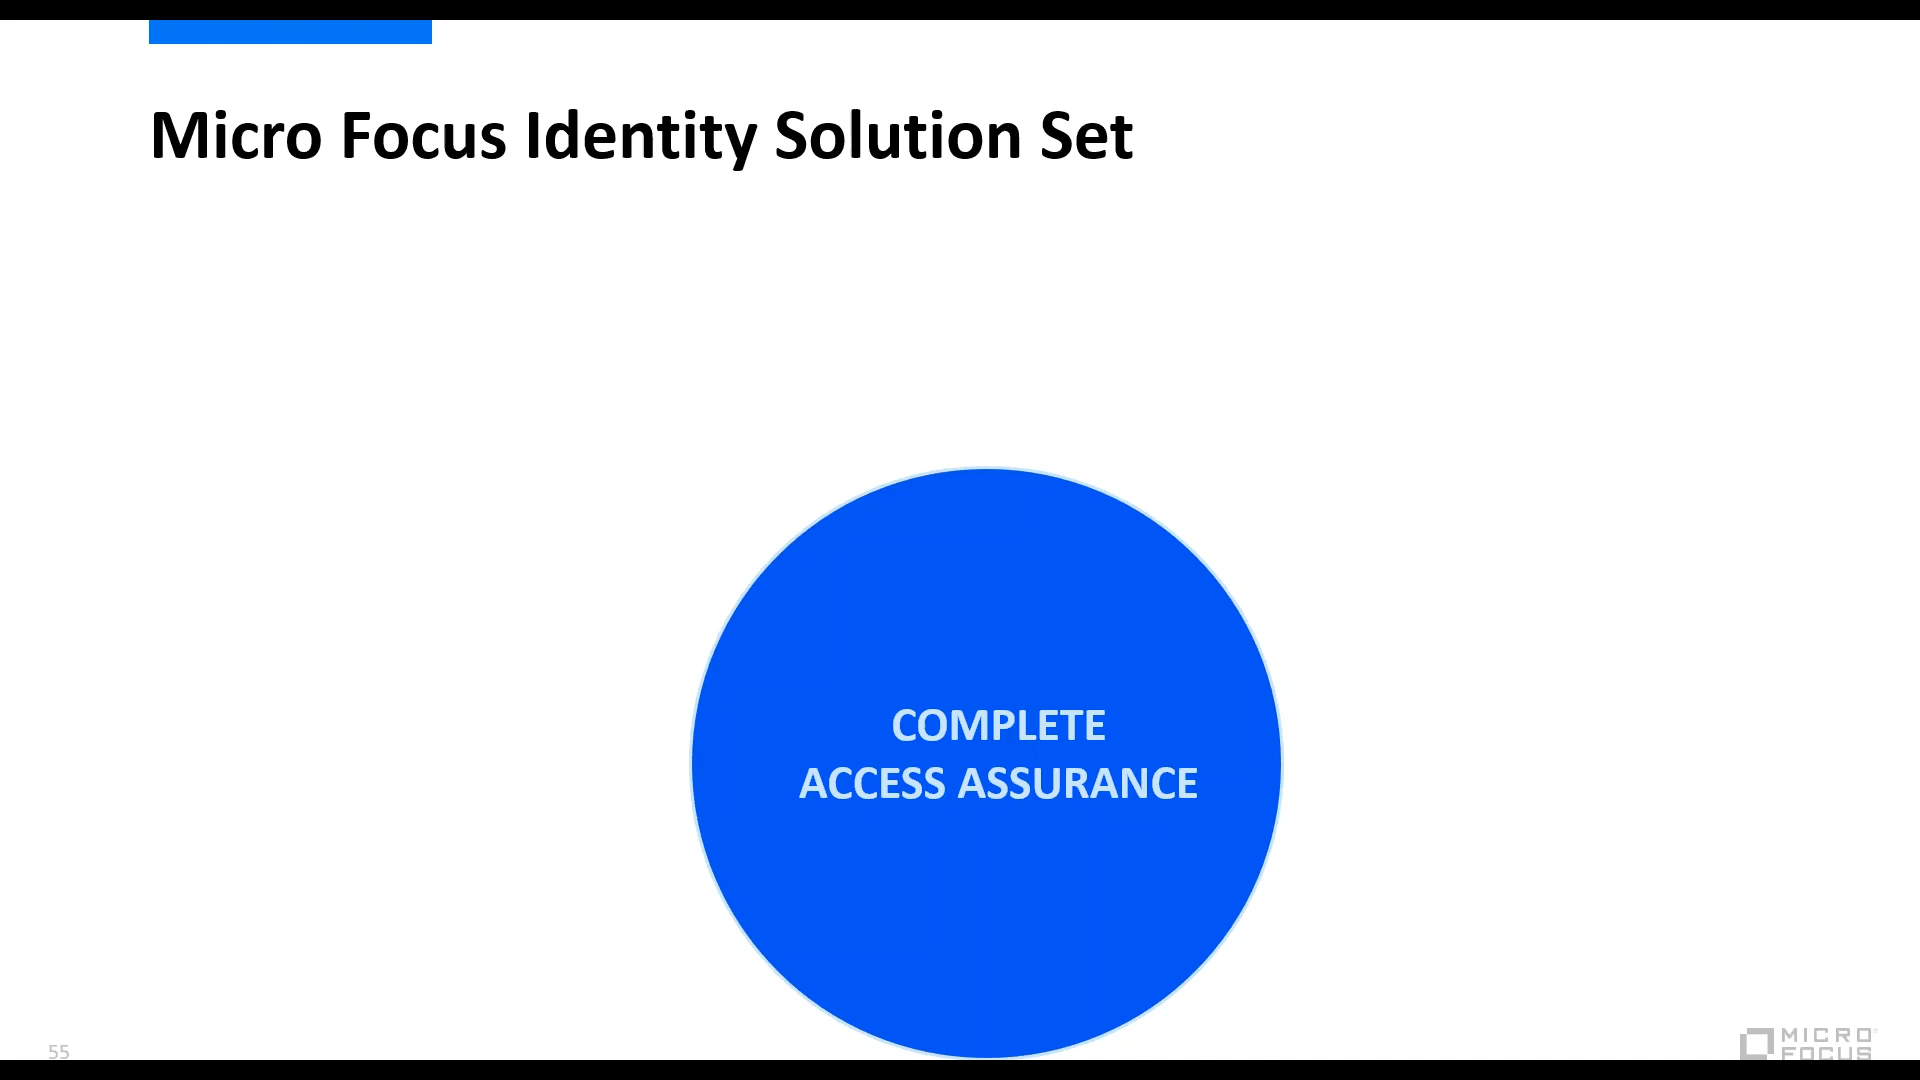 Micro Focus Identity Solution Set
COMPLETE
ACCESS ASSURANCE
55
MICRO
FOCUS